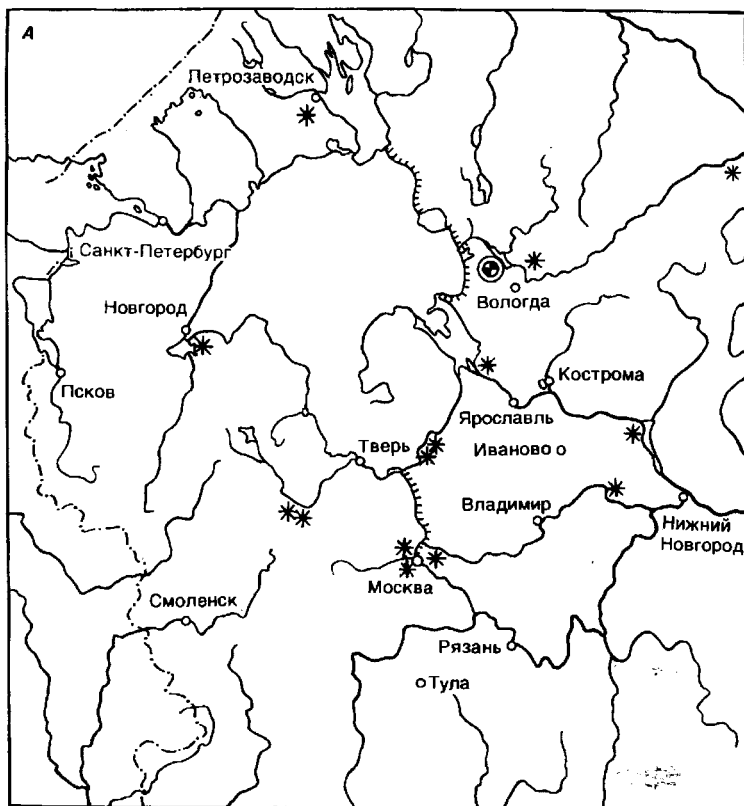 А
Петрозаводск
Санкт-Петербург
Вологда
Новгород
Псков
Кострома
Ярославль
Тверь
Иваново
Владимир
Нижний
Новгород
Москва
Смоленск
Рязань
Тула